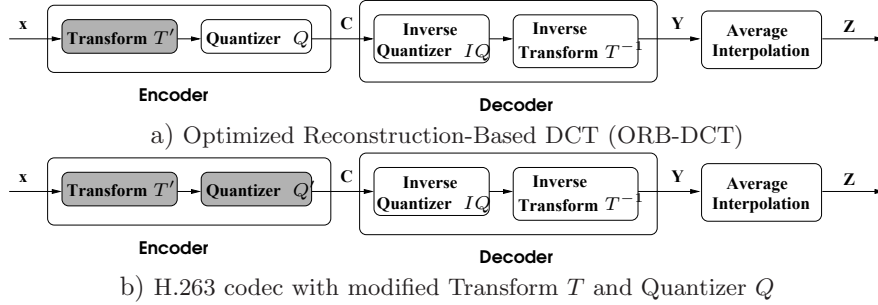 x Transform T′ Quantizer Q C Inverse Quantizer IQ Inverse Transform T⁻¹ Y Average Interpolation Z
Encoder Decoder
a) Optimized Reconstruction-Based DCT (ORB-DCT)
x Transform T′ Quantizer Q′ C Inverse Quantizer IQ Inverse Transform T⁻¹ Y Average Interpolation Z
Encoder Decoder
b) H.263 codec with modified Transform T and Quantizer Q